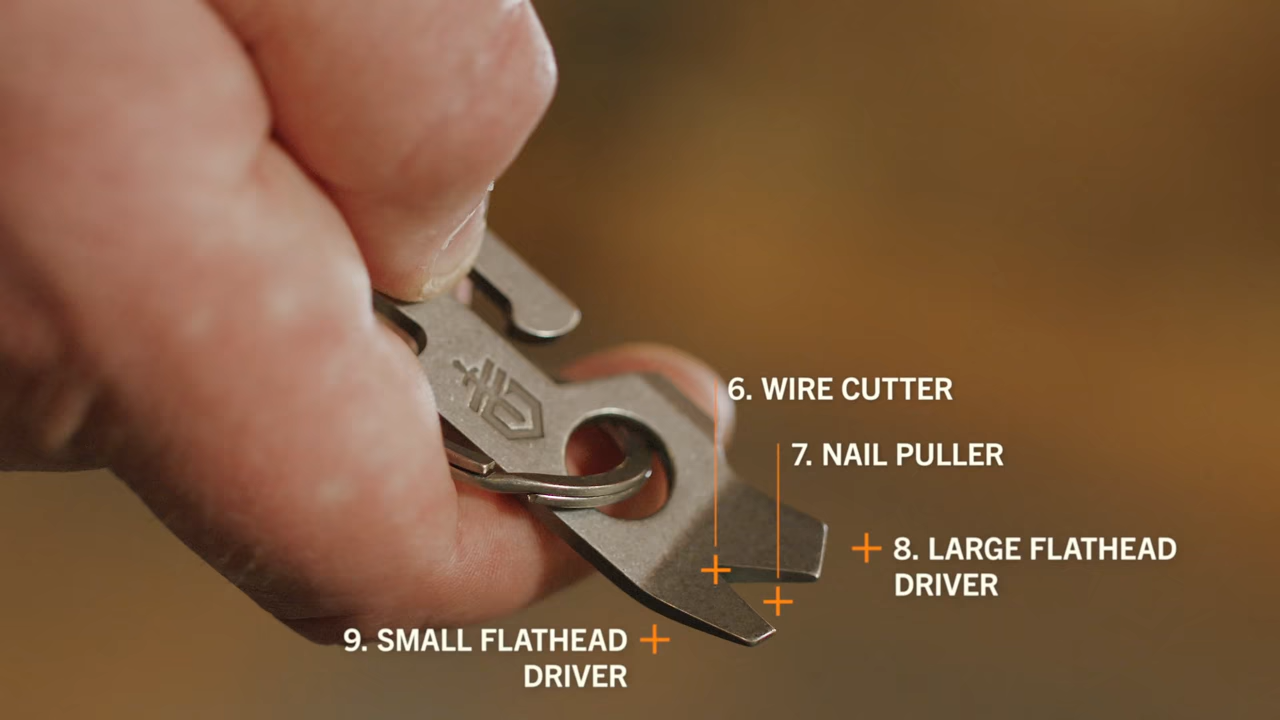 6. WIRE CUTTER
7. NAIL PULLER
8. LARGE FLATHEAD
DRIVER
9. SMALL FLATHEAD
DRIVER